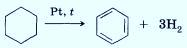 Pt, t
+ 3H₂